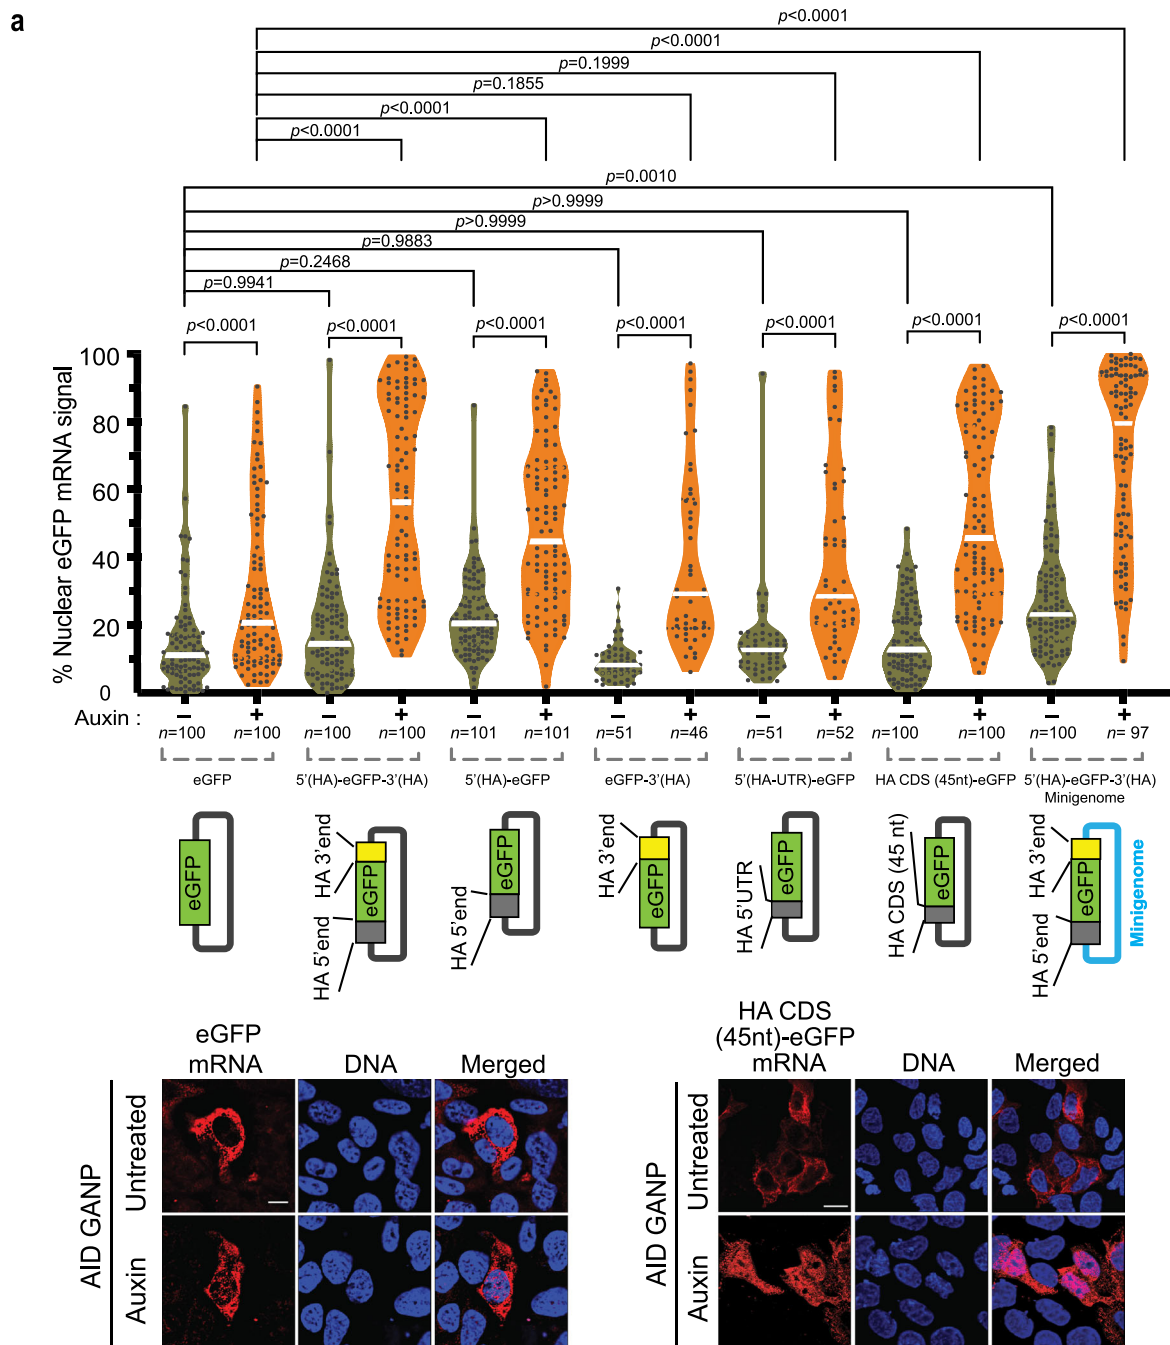 a
p<0.0001
p<0.0001
p=0.1999
p=0.1855
p<0.0001
p<0.0001
p=0.0010
p>0.9999
p>0.9999
p=0.9883
p=0.2468
p=0.9941
p<0.0001 p<0.0001 p<0.0001 p<0.0001 p<0.0001 p<0.0001 p<0.0001
% Nuclear eGFP mRNA signal
100
80
60
40
20
0
Auxin : − + − + − + − + − + − + − +
n=100 n=100 n=100 n=100 n=101 n=101 n=51 n=46 n=51 n=52 n=100 n=100 n=100 n= 97
eGFP 5'(HA)-eGFP-3'(HA) 5'(HA)-eGFP eGFP-3'(HA) 5'(HA-UTR)-eGFP HA CDS (45nt)-eGFP 5'(HA)-eGFP-3'(HA)
Minigenome
eGFP
HA 3'end
eGFP
HA 5'end
eGFP
HA 5'end
HA 3'end
eGFP
eGFP
HA 5'UTR
eGFP
HA CDS (45 nt)
HA 3'end
eGFP
HA 5'end
Minigenome
eGFP
mRNA DNA Merged
AID GANP
Untreated
Auxin
HA CDS
(45nt)-eGFP
mRNA DNA Merged
AID GANP
Untreated
Auxin